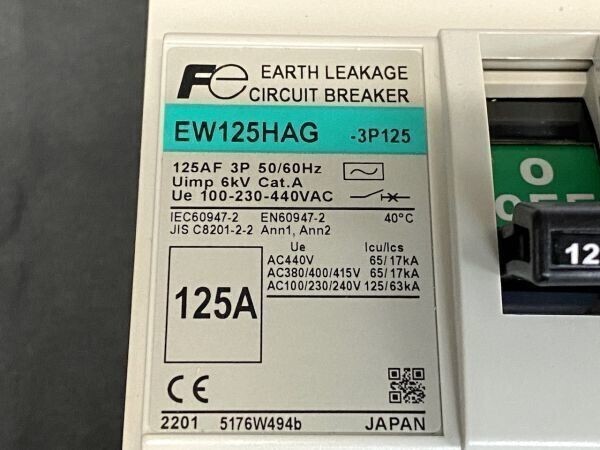 Fe EARTH LEAKAGE
CIRCUIT BREAKER
EW125HAG -3P125
125AF 3P 50/60Hz
Uimp 6kV Cat.A
Ue 100-230-440VAC
IEC60947-2 EN60947-2 40°C
JIS C8201-2-2 Ann1, Ann2
Ue Icu/Ics
AC440V 65/17kA
AC380/400/415V 65/17kA
AC100/230/240V 125/63kA
125A
CE
2201 5176W494b JAPAN
O
OFF
12